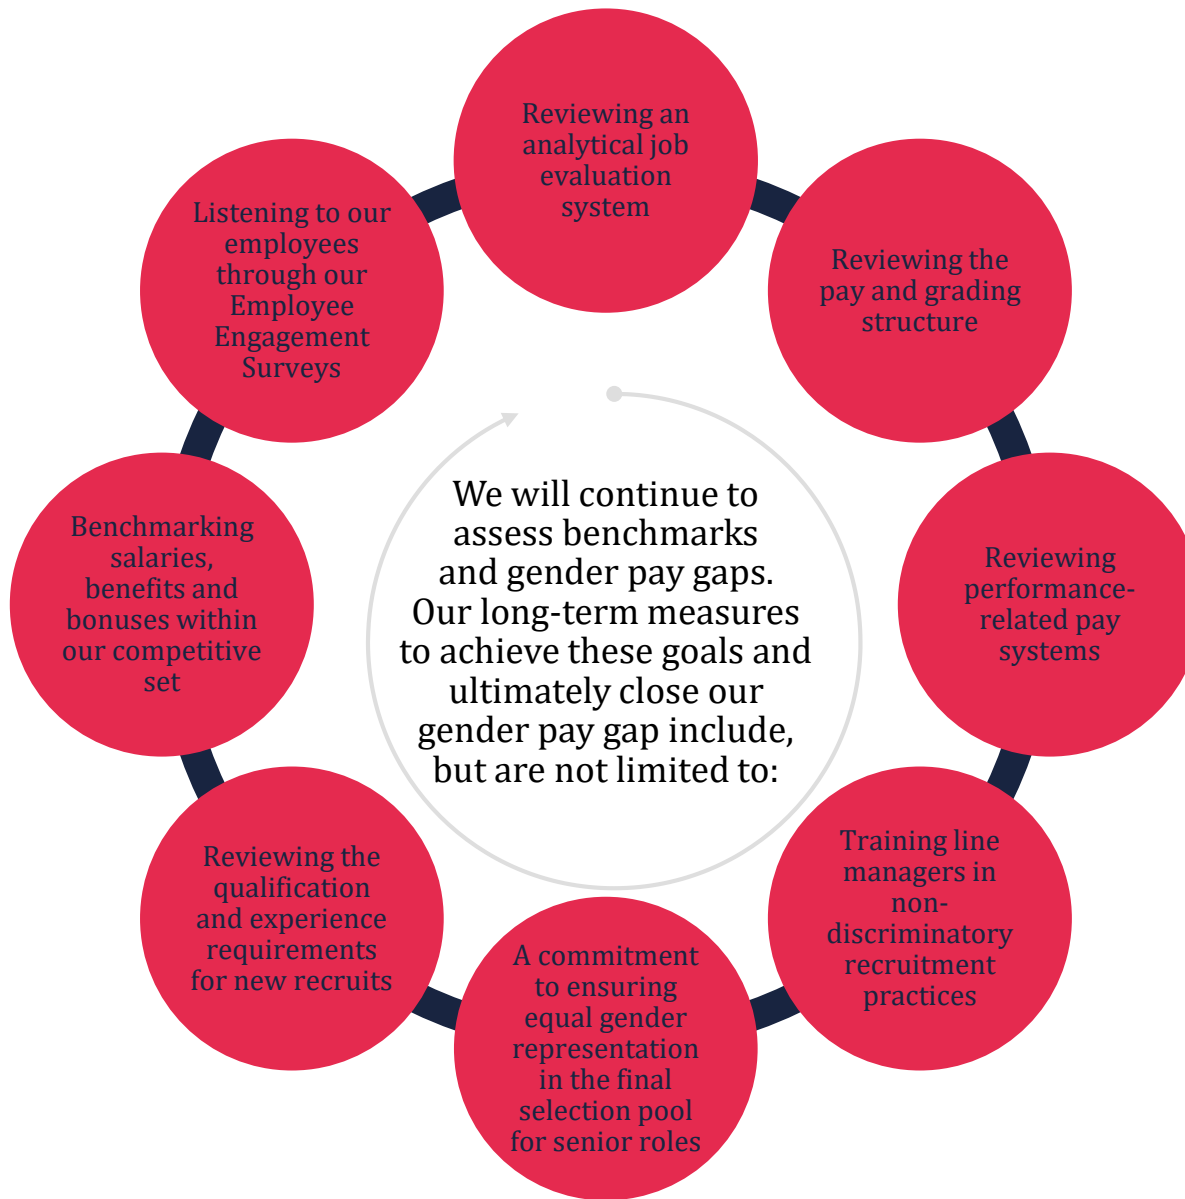 Reviewing an
analytical job
evaluation
system
Reviewing the
pay and grading
structure
Reviewing
performance-
related pay
systems
Training line
managers in
non-
discriminatory
recruitment
practices
A commitment
to ensuring
equal gender
representation
in the final
selection pool
for senior roles
Reviewing the
qualification
and experience
requirements
for new recruits
Benchmarking
salaries,
benefits and
bonuses within
our competitive
set
Listening to our
employees
through our
Employee
Engagement
Surveys
We will continue to
assess benchmarks
and gender pay gaps.
Our long-term measures
to achieve these goals and
ultimately close our
gender pay gap include,
but are not limited to: